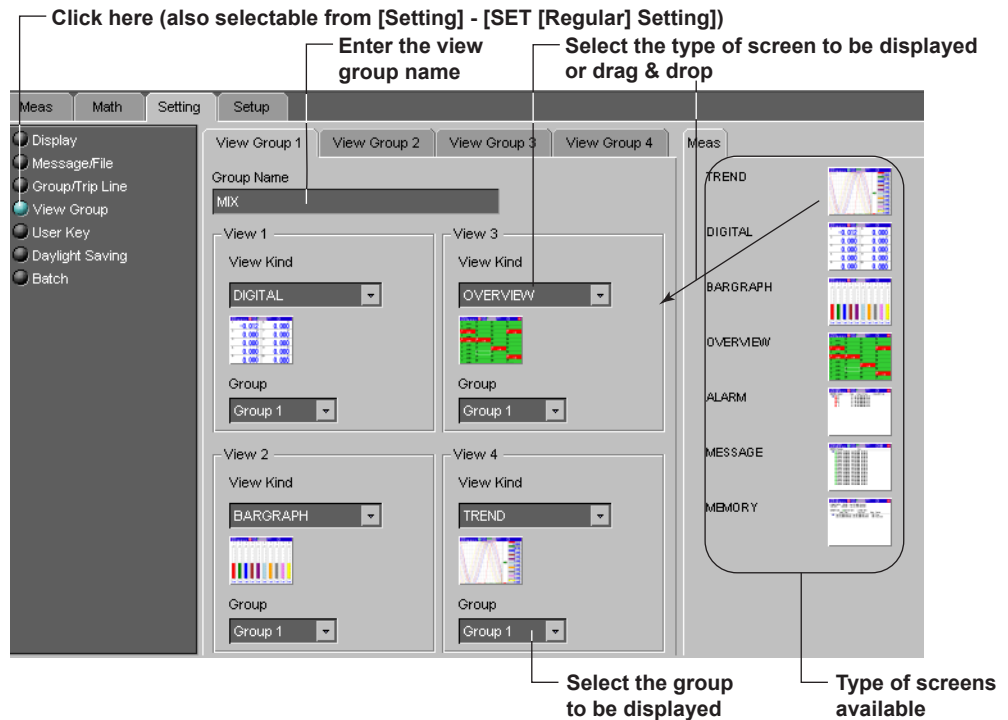 Click here (also selectable from [Setting] - [SET [Regular] Setting])
Enter the view
group name
Select the type of screen to be displayed
or drag & drop
Meas
Math
Setting
Setup
Display
Message/File
Group/Trip Line
View Group
User Key
Daylight Saving
Batch
View Group 1
View Group 2
View Group 3
View Group 4
Group Name
MIX
View 1
View Kind
DIGITAL
Group
Group 1
View 3
View Kind
OVERVIEW
Group
Group 1
View 2
View Kind
BARGRAPH
Group
Group 1
View 4
View Kind
TREND
Group
Group 1
Meas
TREND
DIGITAL
BARGRAPH
OVERVIEW
ALARM
MESSAGE
MEMORY
Select the group
to be displayed
Type of screens
available